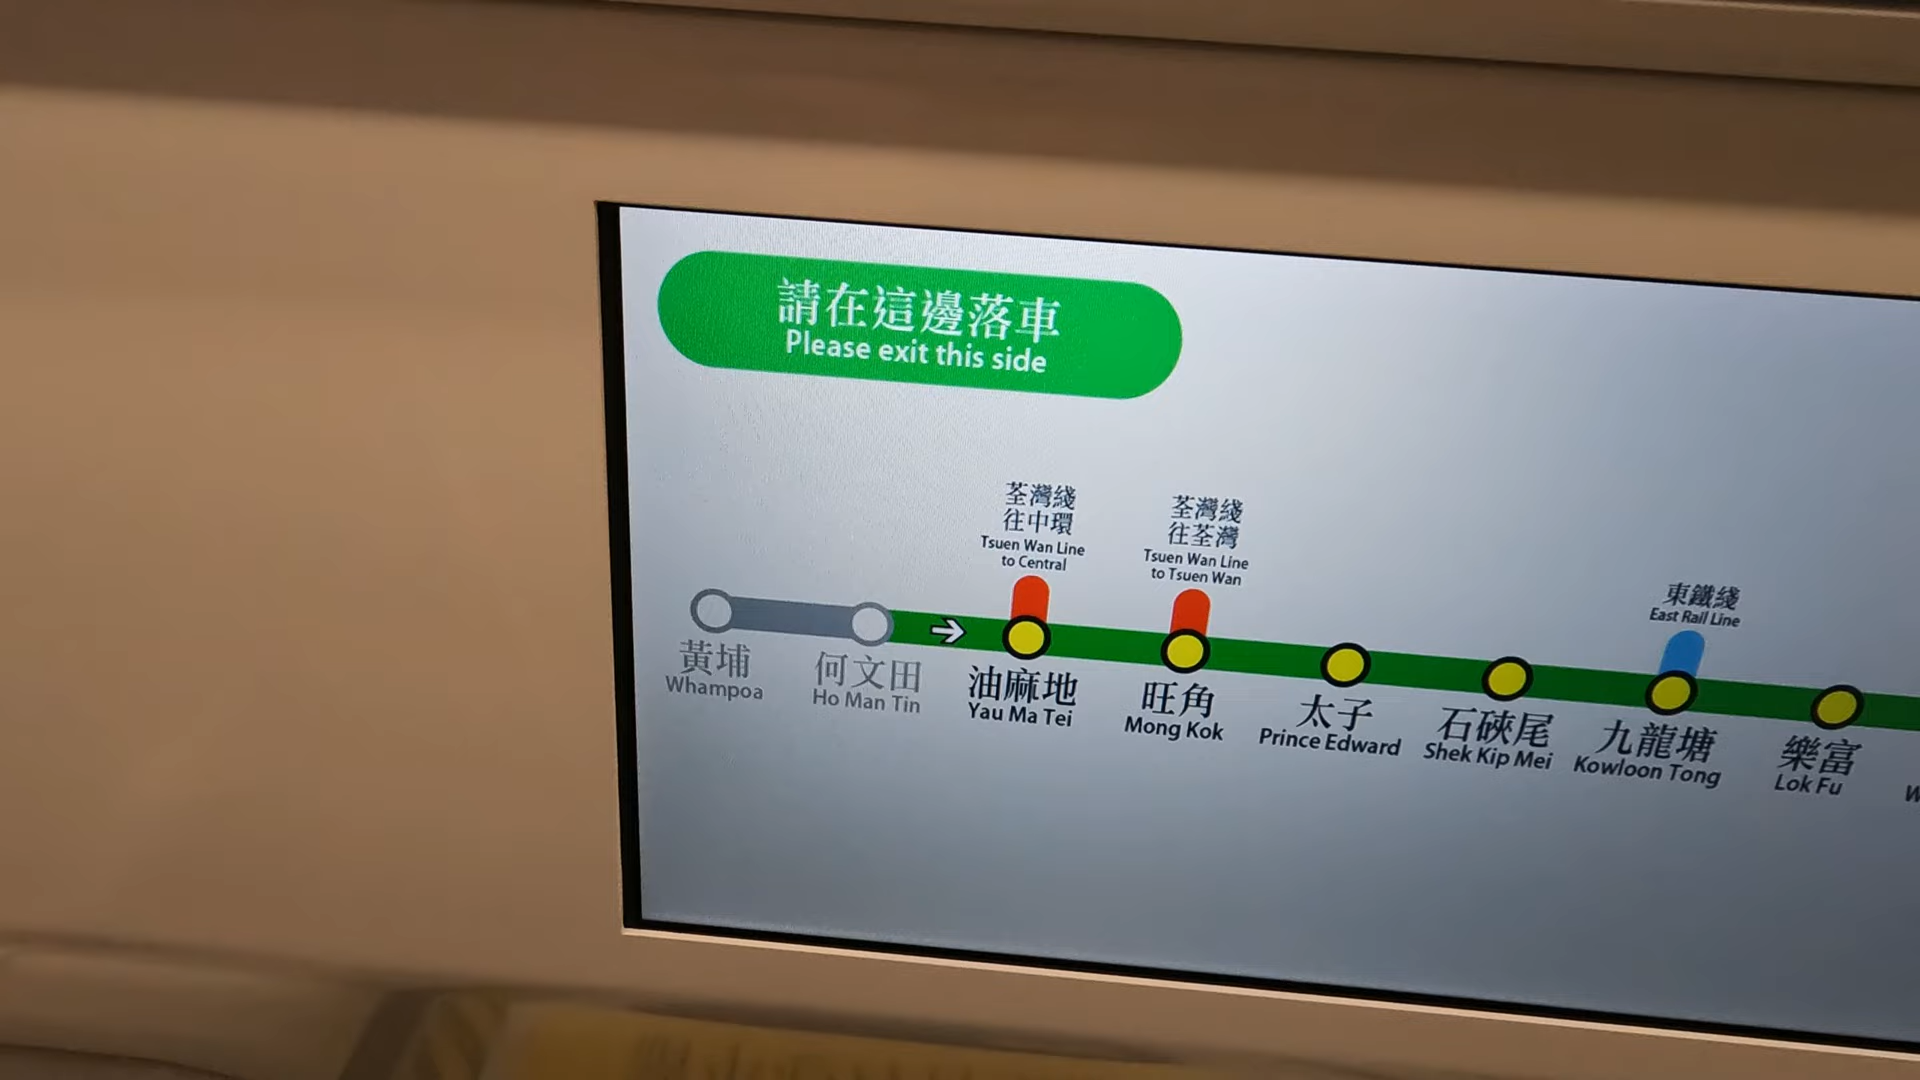 請在這邊落車
Please exit this side
荃灣綫
往中環
Tsuen Wan Line
to Central
荃灣綫
往荃灣
Tsuen Wan Line
to Tsuen Wan
東鐵綫
East Rail Line
黃埔
Whampoa
何文田
Ho Man Tin
油麻地
Yau Ma Tei
旺角
Mong Kok
太子
Prince Edward
石硤尾
Shek Kip Mei
九龍塘
Kowloon Tong
樂富
Lok Fu